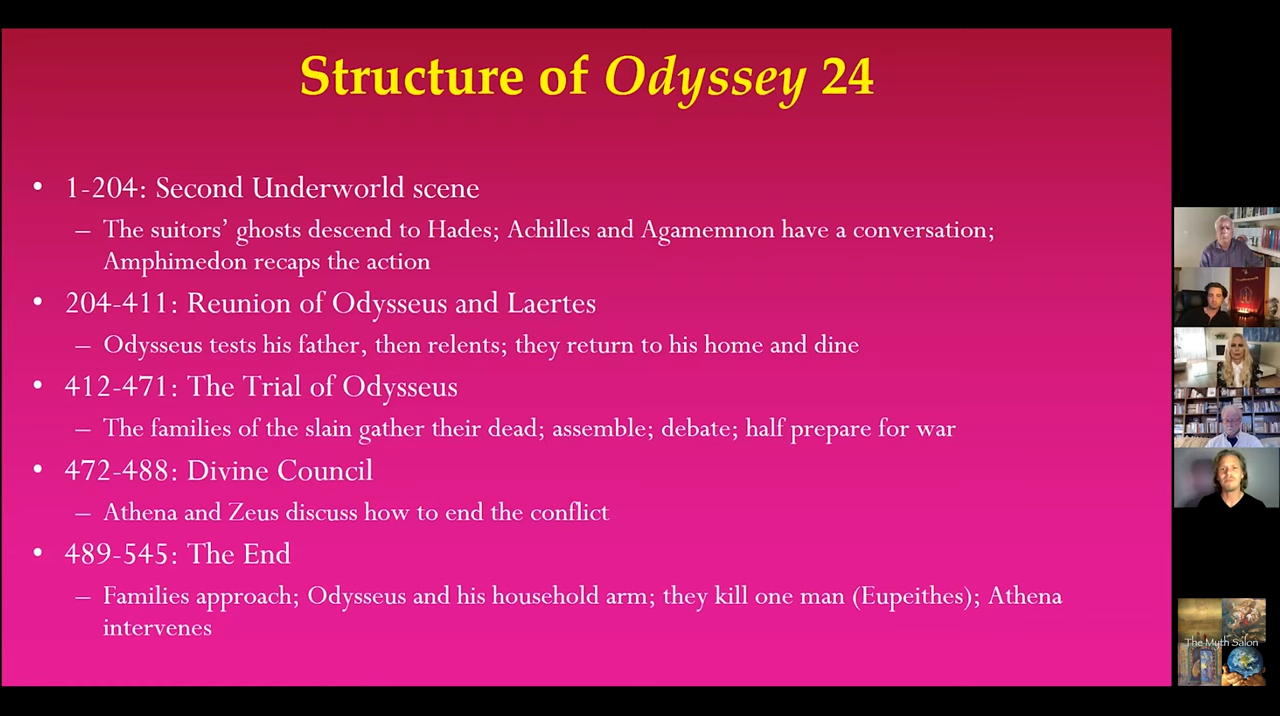 Structure of Odyssey 24
• 1-204: Second Underworld scene
– The suitors’ ghosts descend to Hades; Achilles and Agamemnon have a conversation;
Amphimedon recaps the action
• 204-411: Reunion of Odysseus and Laertes
– Odysseus tests his father, then relents; they return to his home and dine
• 412-471: The Trial of Odysseus
– The families of the slain gather their dead; assemble; debate; half prepare for war
• 472-488: Divine Council
– Athena and Zeus discuss how to end the conflict
• 489-545: The End
– Families approach; Odysseus and his household arm; they kill one man (Eupeithes); Athena
intervenes
The Myth Salon